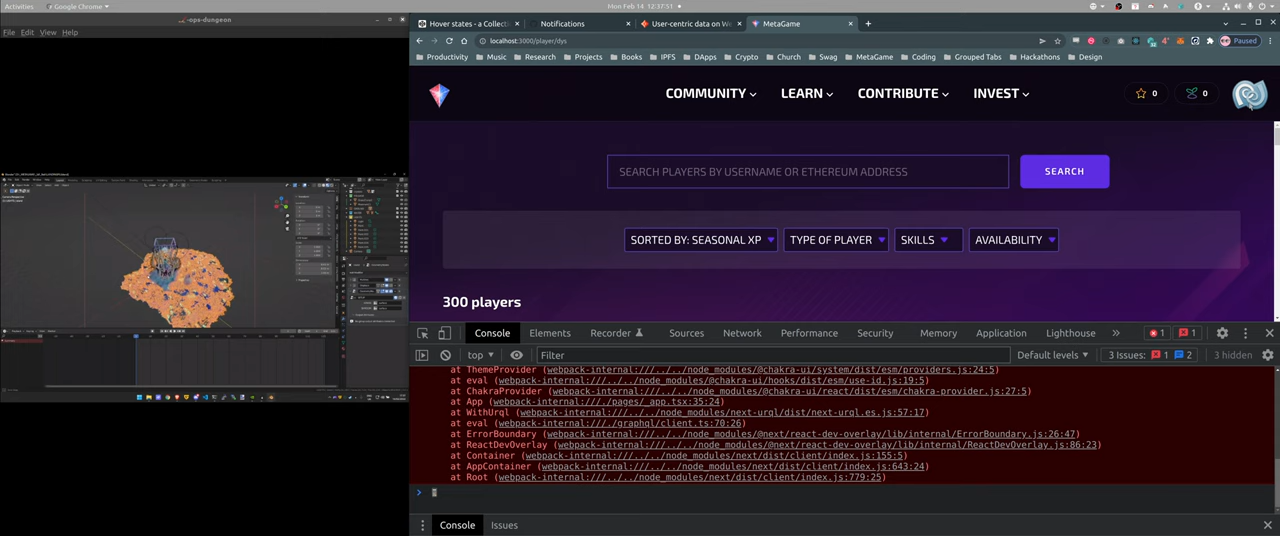 Activities
Google Chrome
Mon Feb 14 12:37:51
-ops-dungeon
File Edit View Help
Hover states - a Collecti
Notifications
User-centric data on We
MetaGame
localhost:3000/player/dys
Paused
Productivity Music Research Projects Books IPFS DApps Crypto Church Swag MetaGame Coding Grouped Tabs Hackathons Design
COMMUNITY LEARN CONTRIBUTE INVEST
0
0
SEARCH PLAYERS BY USERNAME OR ETHEREUM ADDRESS
SEARCH
SORTED BY: SEASONAL XP
TYPE OF PLAYER
SKILLS
AVAILABILITY
300 players
Console Elements Recorder Sources Network Performance Security Memory Application Lighthouse » 1 1
top
Filter
Default levels
3 Issues: 1 2
3 hidden
at ThemeProvider (webpack-internal:///../../node_modules/@chakra-ui/system/dist/esm/providers.js:24:5)
at eval (webpack-internal:///../../node_modules/@chakra-ui/hooks/dist/esm/use-id.js:19:5)
at ChakraProvider (webpack-internal:///../../node_modules/@chakra-ui/react/dist/esm/chakra-provider.js:27:5)
at App (webpack-internal:///./pages/_app.tsx:35:24)
at WithUrql (webpack-internal:///../../node_modules/next-urql/dist/next-urql.es.js:57:17)
at eval (webpack-internal:///./graphql/client.ts:70:26)
at ErrorBoundary (webpack-internal:///../../node_modules/@next/react-dev-overlay/lib/internal/ErrorBoundary.js:26:47)
at ReactDevOverlay (webpack-internal:///../../node_modules/@next/react-dev-overlay/lib/internal/ReactDevOverlay.js:86:23)
at Container (webpack-internal:///../../node_modules/next/dist/client/index.js:155:5)
at AppContainer (webpack-internal:///../../node_modules/next/dist/client/index.js:643:24)
at Root (webpack-internal:///../../node_modules/next/dist/client/index.js:779:25)
Console Issues